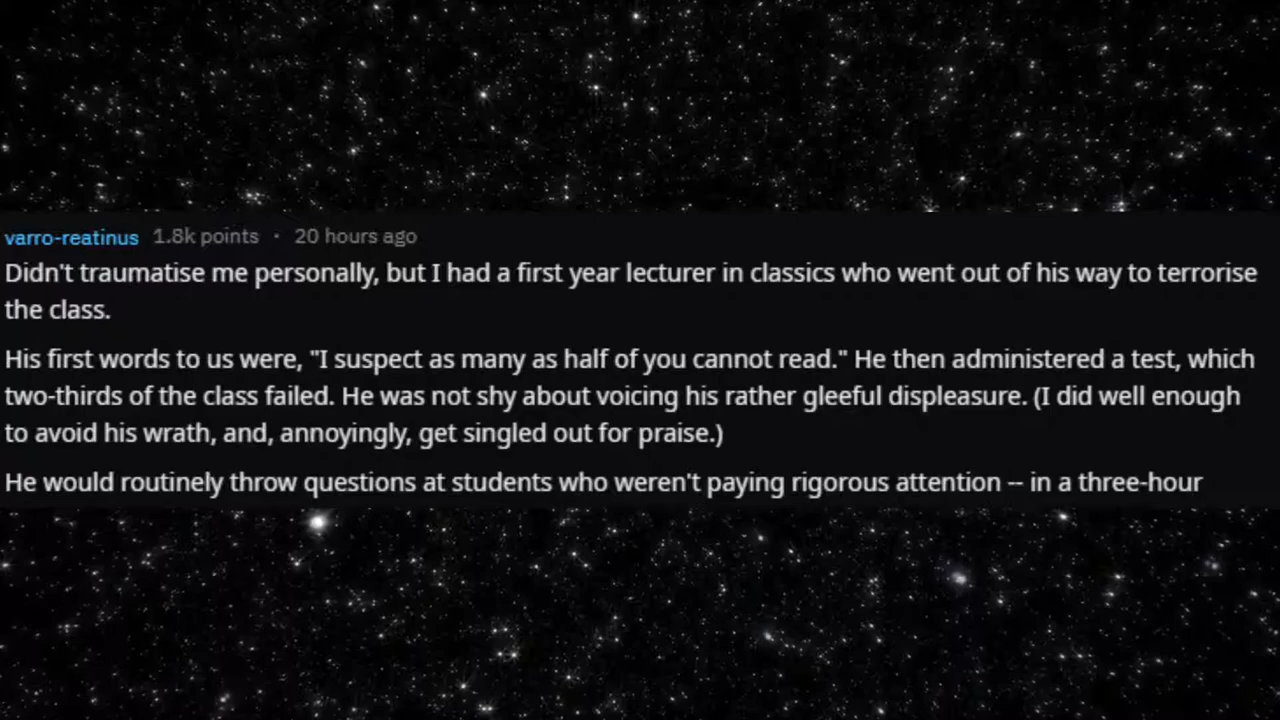 varro-reatinus 1.8k points · 20 hours ago
Didn't traumatise me personally, but I had a first year lecturer in classics who went out of his way to terrorise
the class.
His first words to us were, "I suspect as many as half of you cannot read." He then administered a test, which
two-thirds of the class failed. He was not shy about voicing his rather gleeful displeasure. (I did well enough
to avoid his wrath, and, annoyingly, get singled out for praise.)
He would routinely throw questions at students who weren't paying rigorous attention -- in a three-hour